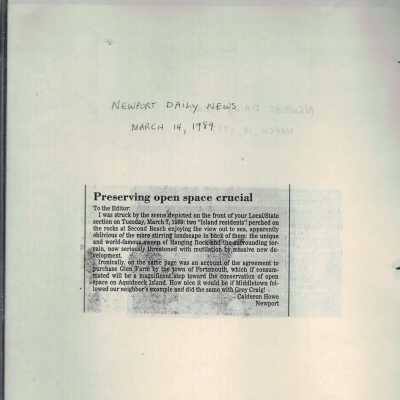 NEWPORT DAILY NEWS
MARCH 14, 1989
Preserving open space crucial
To the Editor:
I was struck by the scene depicted on the front of your Local/State
section on Tuesday, March 7, 1989: two "Island residents" perched on
the rocks at Second Beach enjoying the view out to sea, apparently
oblivious of the more stirring landscape in back of them: the unique
and world-famous sweep of Hanging Rock and the surrounding ter-
rain, now seriously threatened with mutilation by massive new de-
velopment.
Ironically, on the same page was an account of the agreement to
purchase Glen Farm by the town of Portsmouth, which if consum-
mated will be a magnificent step toward the conservation of open
space on Aquidneck Island. How nice it would be if Middletown fol-
lowed our neighbor's example and did the same with Gray Craig!
Calderon Howe
Newport